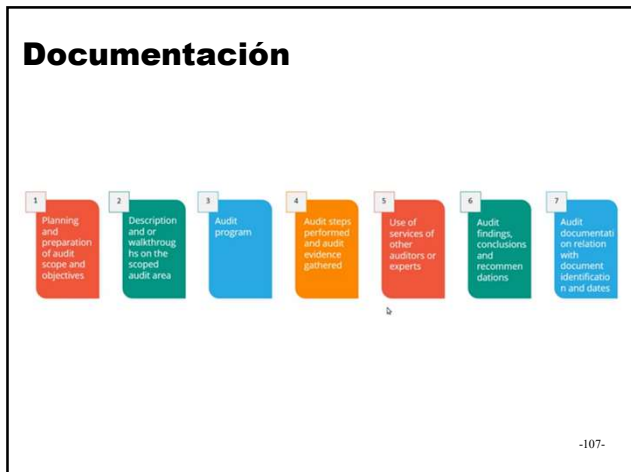 Documentación
1
Planning
and
preparation
of audit
scope and
objectives
2
Description
and or
walkthroug
hs on the
scoped
audit area
3
Audit
program
4
Audit steps
performed
and audit
evidence
gathered
5
Use of
services of
other
auditors or
experts
6
Audit
findings,
conclusions
and
recommen
dations
7
Audit
documentati
on relation
with
document
identificatio
n and dates
-107-